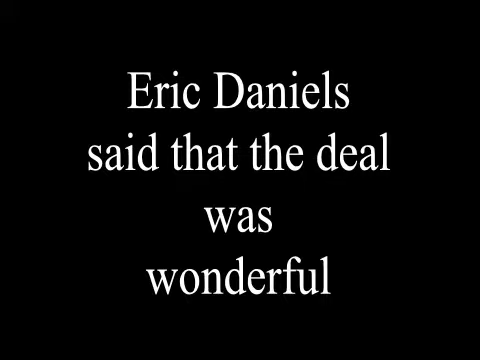 Eric Daniels
said that the deal
was
wonderful